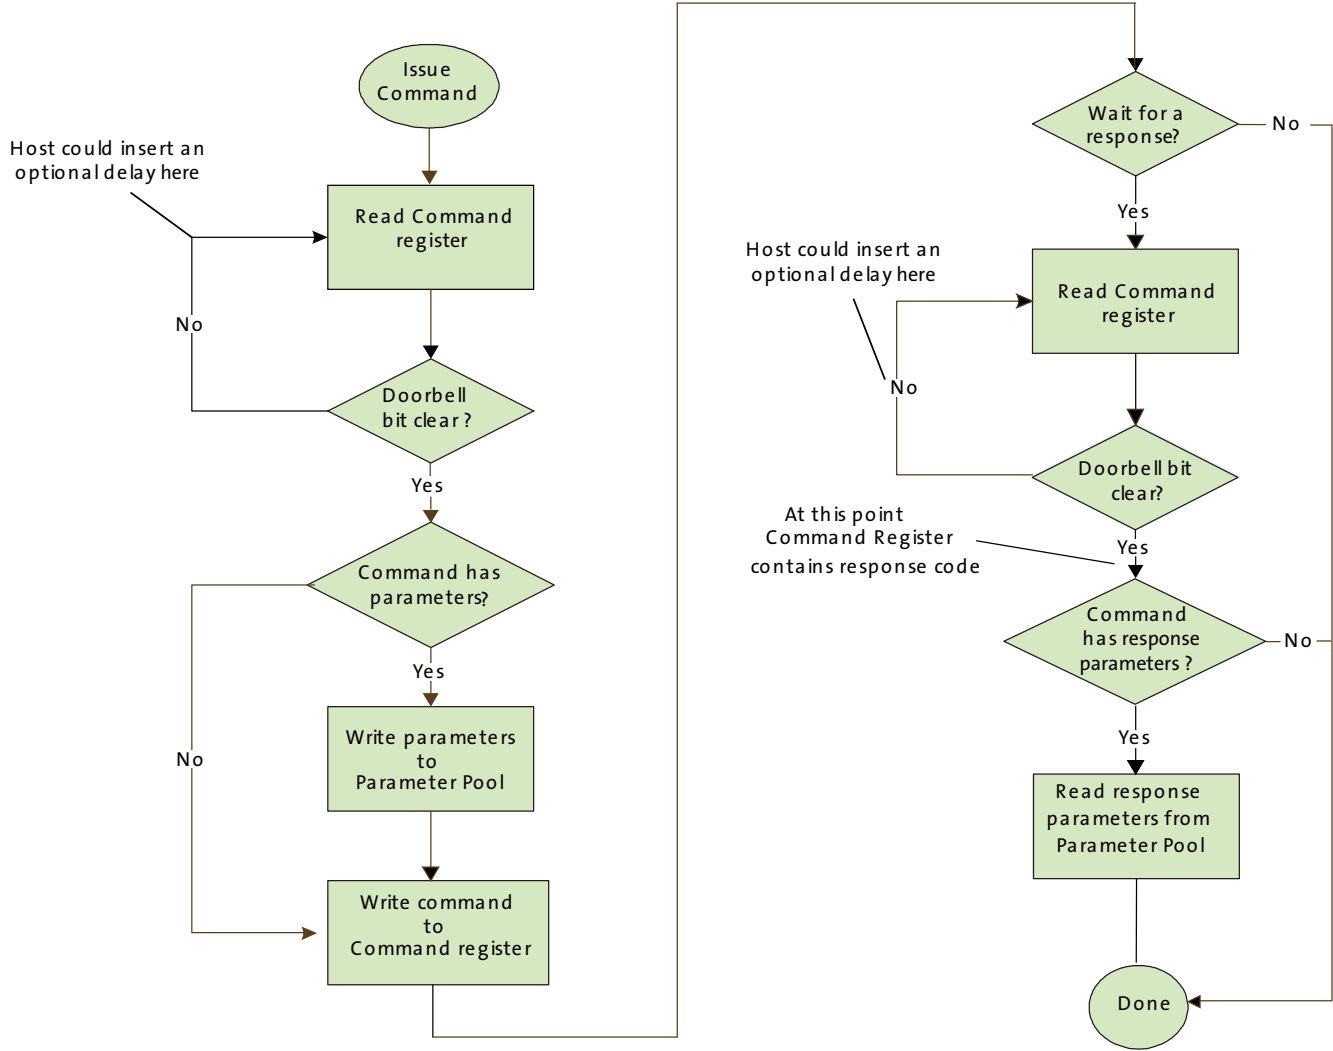 Issue
Command
Host could insert an
optional delay here
Read Command
register
No
Doorbell
bit clear ?
Yes
Command has
parameters?
Yes
Write parameters
to
Parameter Pool
No
Write command
to
Command register
Wait for a
response?
No
Yes
Host could insert an
optional delay here
Read Command
register
No
Doorbell bit
clear?
At this point
Command Register
contains response code
Yes
Command
has response
parameters ?
No
Yes
Read response
parameters from
Parameter Pool
Done